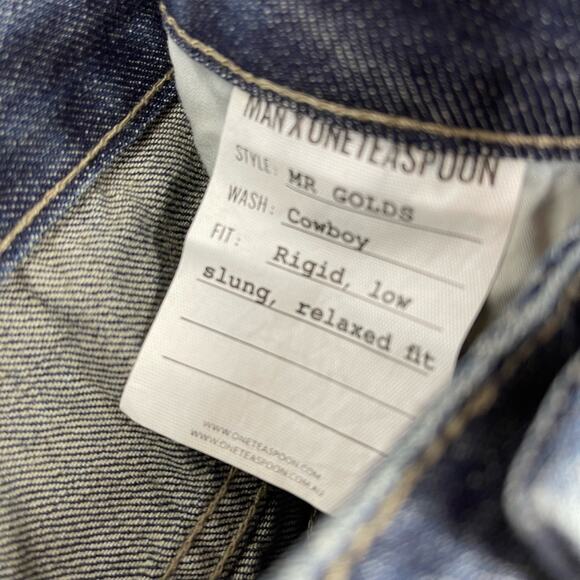 MAN X ONETEASPOON
STYLE: MR GOLDS
WASH: Cowboy
FIT: Rigid, low
slung, relaxed fit
WWW.ONETEASPOON.COM
WWW.ONETEASPOON.COM.AU